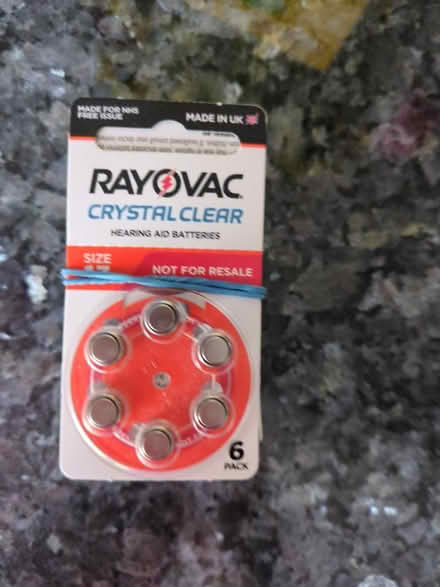 MADE FOR NHS
FREE ISSUE
MADE IN UK
RAYOVAC
CRYSTAL CLEAR
HEARING AID BATTERIES
SIZE
NOT FOR RESALE
6
PACK